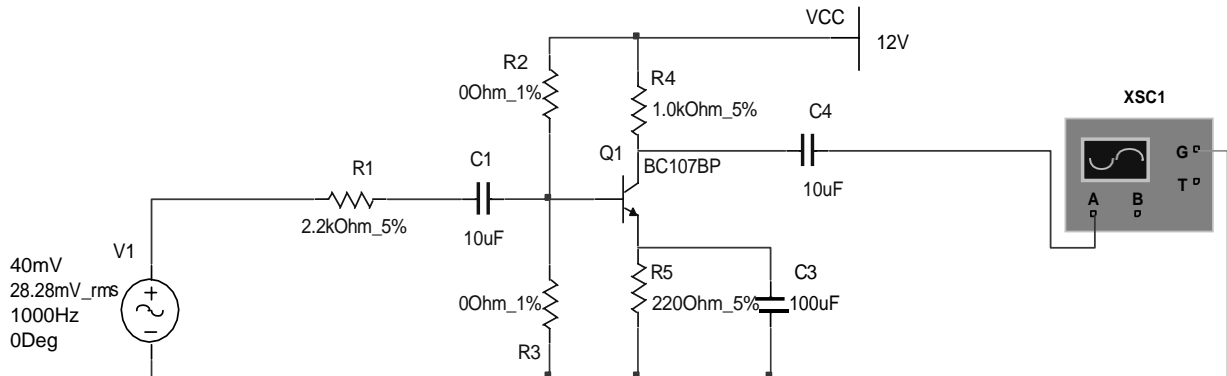 VCC
12V
R2
0Ohm_1%
R4
1.0kOhm_5%
C4
10uF
XSC1
G
T
A
B
Q1
BC107BP
R1
2.2kOhm_5%
C1
10uF
V1
40mV
28.28mV_rms
1000Hz
0Deg
0Ohm_1%
R3
R5
220Ohm_5%
C3
100uF